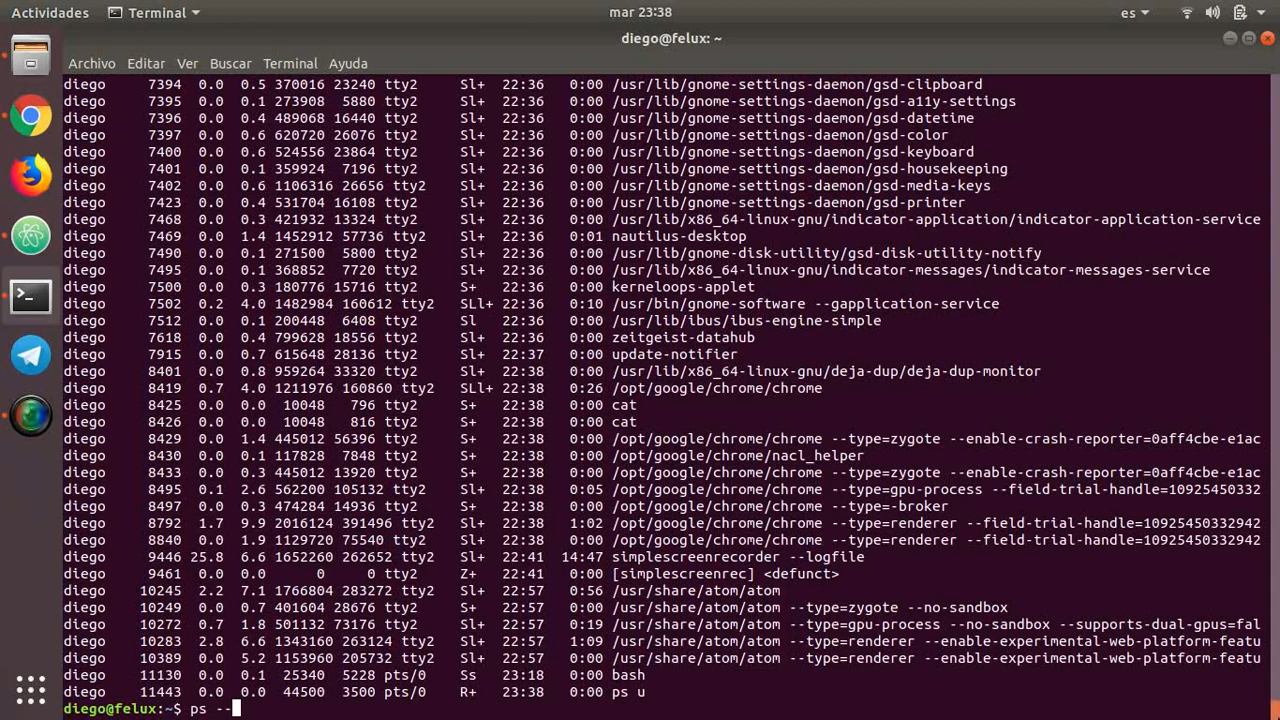 Actividades Terminal mar 23:38 es
diego@felux: ~
Archivo Editar Ver Buscar Terminal Ayuda
diego 7394 0.0 0.5 370016 23240 tty2 Sl+ 22:36 0:00 /usr/lib/gnome-settings-daemon/gsd-clipboard
diego 7395 0.0 0.1 273908 5880 tty2 Sl+ 22:36 0:00 /usr/lib/gnome-settings-daemon/gsd-a11y-settings
diego 7396 0.0 0.4 489068 16440 tty2 Sl+ 22:36 0:00 /usr/lib/gnome-settings-daemon/gsd-datetime
diego 7397 0.0 0.6 620720 26076 tty2 Sl+ 22:36 0:00 /usr/lib/gnome-settings-daemon/gsd-color
diego 7400 0.0 0.6 524556 23864 tty2 Sl+ 22:36 0:00 /usr/lib/gnome-settings-daemon/gsd-keyboard
diego 7401 0.0 0.1 359924 7196 tty2 Sl+ 22:36 0:00 /usr/lib/gnome-settings-daemon/gsd-housekeeping
diego 7402 0.0 0.6 1106316 26656 tty2 Sl+ 22:36 0:00 /usr/lib/gnome-settings-daemon/gsd-media-keys
diego 7423 0.0 0.4 531704 16108 tty2 Sl+ 22:36 0:00 /usr/lib/gnome-settings-daemon/gsd-printer
diego 7468 0.0 0.3 421932 13324 tty2 Sl+ 22:36 0:00 /usr/lib/x86_64-linux-gnu/indicator-application/indicator-application-service
diego 7469 0.0 1.4 1452912 57736 tty2 Sl+ 22:36 0:01 nautilus-desktop
diego 7490 0.0 0.1 271500 5800 tty2 Sl+ 22:36 0:00 /usr/lib/gnome-disk-utility/gsd-disk-utility-notify
diego 7495 0.0 0.1 368852 7720 tty2 Sl+ 22:36 0:00 /usr/lib/x86_64-linux-gnu/indicator-messages/indicator-messages-service
diego 7500 0.0 0.3 180776 15716 tty2 S+ 22:36 0:00 kerneloops-applet
diego 7502 0.2 4.0 1482984 160612 tty2 SLl+ 22:36 0:10 /usr/bin/gnome-software --gapplication-service
diego 7512 0.0 0.1 200448 6408 tty2 Sl 22:36 0:00 /usr/lib/ibus/ibus-engine-simple
diego 7618 0.0 0.4 799628 18556 tty2 Sl+ 22:36 0:00 zeitgeist-datahub
diego 7915 0.0 0.7 615648 28136 tty2 Sl+ 22:37 0:00 update-notifier
diego 8401 0.0 0.8 959264 33320 tty2 Sl+ 22:38 0:00 /usr/lib/x86_64-linux-gnu/deja-dup/deja-dup-monitor
diego 8419 0.7 4.0 1211976 160860 tty2 SLl+ 22:38 0:26 /opt/google/chrome/chrome
diego 8425 0.0 0.0 10048 796 tty2 S+ 22:38 0:00 cat
diego 8426 0.0 0.0 10048 816 tty2 S+ 22:38 0:00 cat
diego 8429 0.0 1.4 445012 56396 tty2 S+ 22:38 0:00 /opt/google/chrome/chrome --type=zygote --enable-crash-reporter=0aff4cbe-e1ac
diego 8430 0.0 0.1 117828 7848 tty2 S+ 22:38 0:00 /opt/google/chrome/nacl_helper
diego 8433 0.0 0.3 445012 13920 tty2 S+ 22:38 0:00 /opt/google/chrome/chrome --type=zygote --enable-crash-reporter=0aff4cbe-e1ac
diego 8495 0.1 2.6 562200 105132 tty2 Sl+ 22:38 0:05 /opt/google/chrome/chrome --type=gpu-process --field-trial-handle=10925450332
diego 8497 0.0 0.3 474284 14936 tty2 S+ 22:38 0:00 /opt/google/chrome/chrome --type=-broker
diego 8792 1.7 9.9 2016124 391496 tty2 Sl+ 22:38 1:02 /opt/google/chrome/chrome --type=renderer --field-trial-handle=10925450332942
diego 8840 0.0 1.9 1129720 75540 tty2 Sl+ 22:38 0:00 /opt/google/chrome/chrome --type=renderer --field-trial-handle=10925450332942
diego 9446 25.8 6.6 1652260 262652 tty2 Sl+ 22:41 14:47 simplescreenrecorder --logfile
diego 9461 0.0 0.0 0 0 tty2 Z+ 22:41 0:00 [simplescreenrec] <defunct>
diego 10245 2.2 7.1 1766804 283272 tty2 Sl+ 22:57 0:56 /usr/share/atom/atom
diego 10249 0.0 0.7 401604 28676 tty2 S+ 22:57 0:00 /usr/share/atom/atom --type=zygote --no-sandbox
diego 10272 0.7 1.8 501132 73176 tty2 Sl+ 22:57 0:19 /usr/share/atom/atom --type=gpu-process --no-sandbox --supports-dual-gpus=fal
diego 10283 2.8 6.6 1343160 263124 tty2 Sl+ 22:57 1:09 /usr/share/atom/atom --type=renderer --enable-experimental-web-platform-featu
diego 10389 0.0 5.2 1153960 205732 tty2 Sl+ 22:57 0:00 /usr/share/atom/atom --type=renderer --enable-experimental-web-platform-featu
diego 11130 0.0 0.1 25340 5228 pts/0 Ss 23:18 0:00 bash
diego 11443 0.0 0.0 44500 3500 pts/0 R+ 23:38 0:00 ps u
diego@felux:~$ ps --